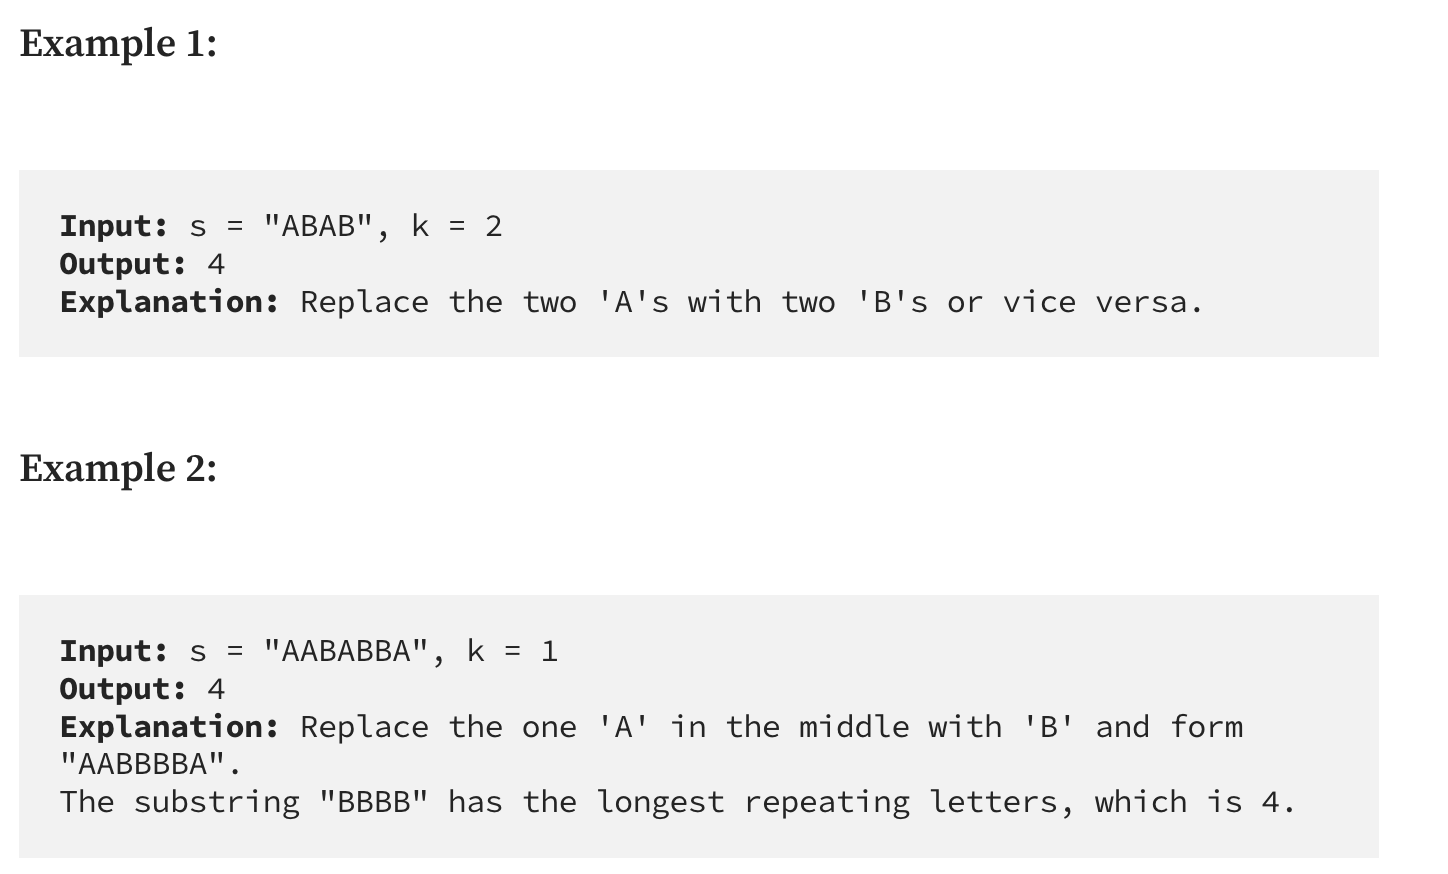 Example 1:
Input: s = "ABAB", k = 2
Output: 4
Explanation: Replace the two 'A's with two 'B's or vice versa.
Example 2:
Input: s = "AABABBA", k = 1
Output: 4
Explanation: Replace the one 'A' in the middle with 'B' and form
"AABBBBA".
The substring "BBBB" has the longest repeating letters, which is 4.